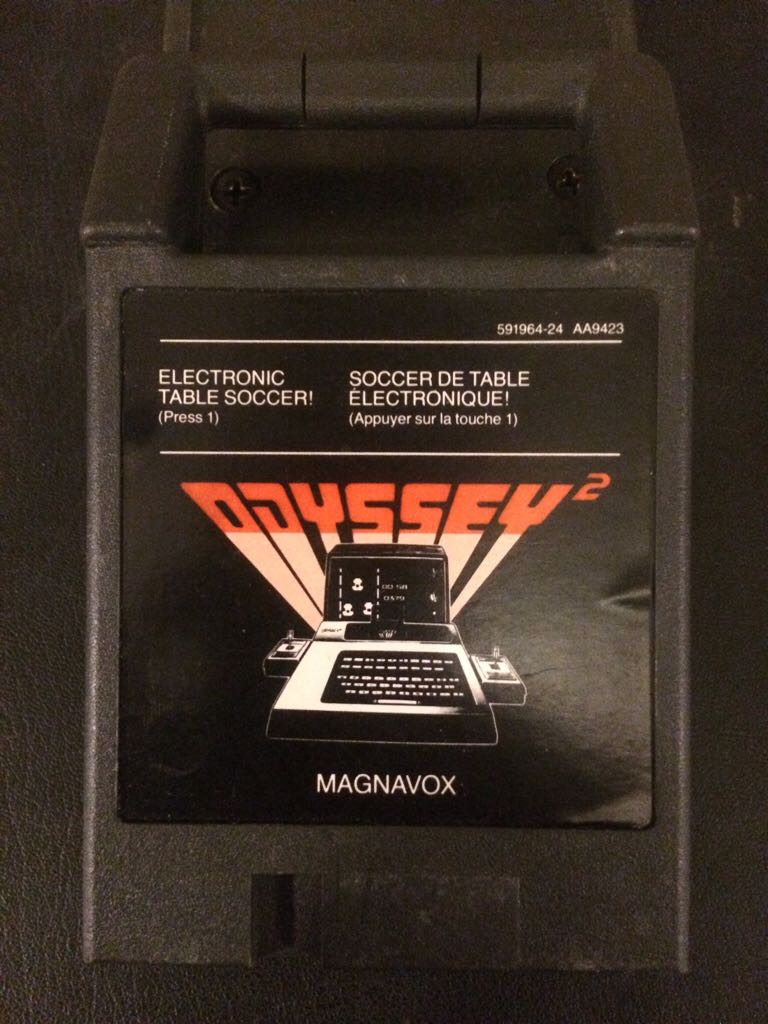 591964-24 AA9423
ELECTRONIC
TABLE SOCCER!
(Press 1)
SOCCER DE TABLE
ÉLECTRONIQUE!
(Appuyer sur la touche 1)
ODYSSEY²
MAGNAVOX